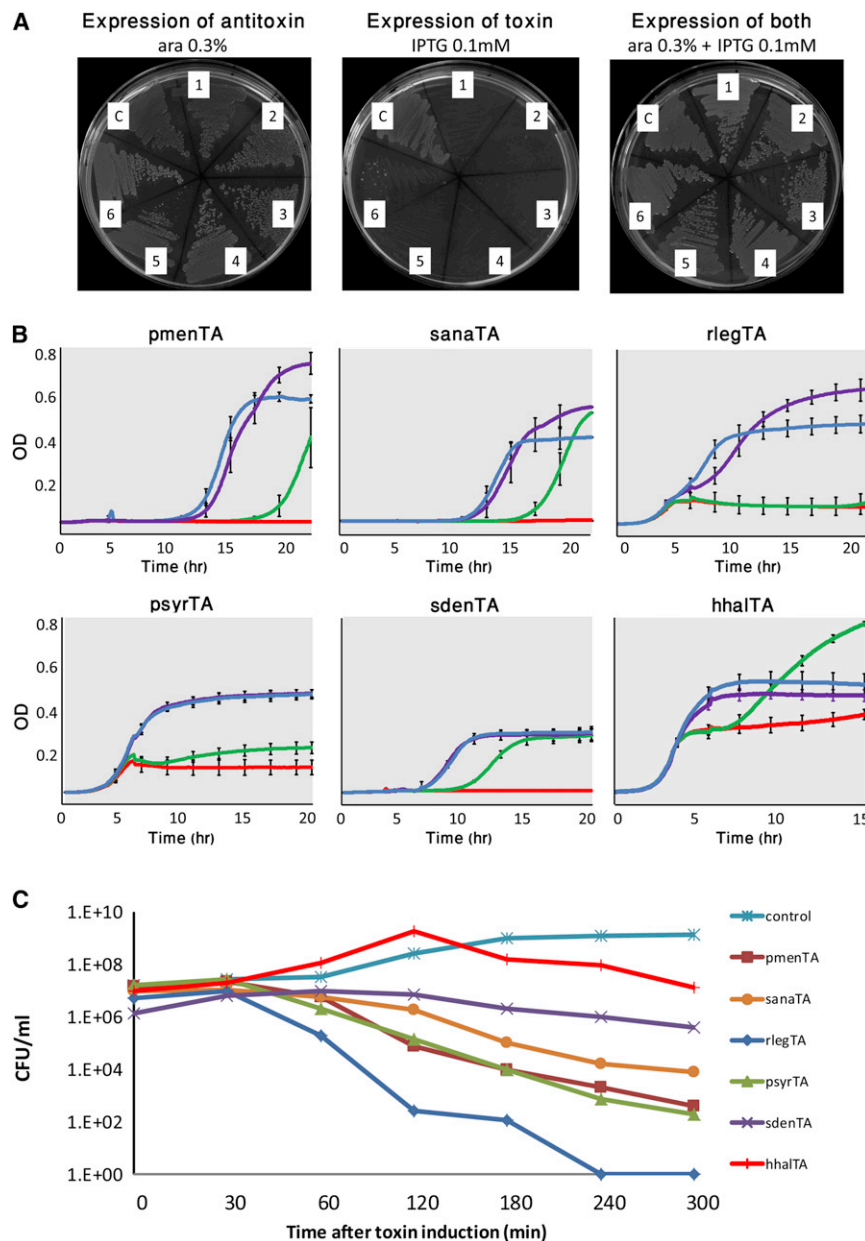 A
Expression of antitoxin
ara 0.3%
Expression of toxin
IPTG 0.1mM
Expression of both
ara 0.3% + IPTG 0.1mM
C 1 2 3 4 5 6
C 1 2 3 4 5 6
C 1 2 3 4 5 6
B
pmenTA
sanaTA
rlegTA
OD
0.8
0.6
0.4
0.2
0 5 10 15 20
Time (hr)
0 5 10 15 20
Time (hr)
0 5 10 15 20
Time (hr)
psyrTA
sdenTA
hhalTA
OD
0.8
0.6
0.4
0.2
0 5 10 15 20
Time (hr)
0 5 10 15 20
Time (hr)
0 5 10 15
Time (hr)
C
CFU/ml
1.E+10
1.E+08
1.E+06
1.E+04
1.E+02
1.E+00
0 30 60 120 180 240 300
Time after toxin induction (min)
control
pmenTA
sanaTA
rlegTA
psyrTA
sdenTA
hhalTA